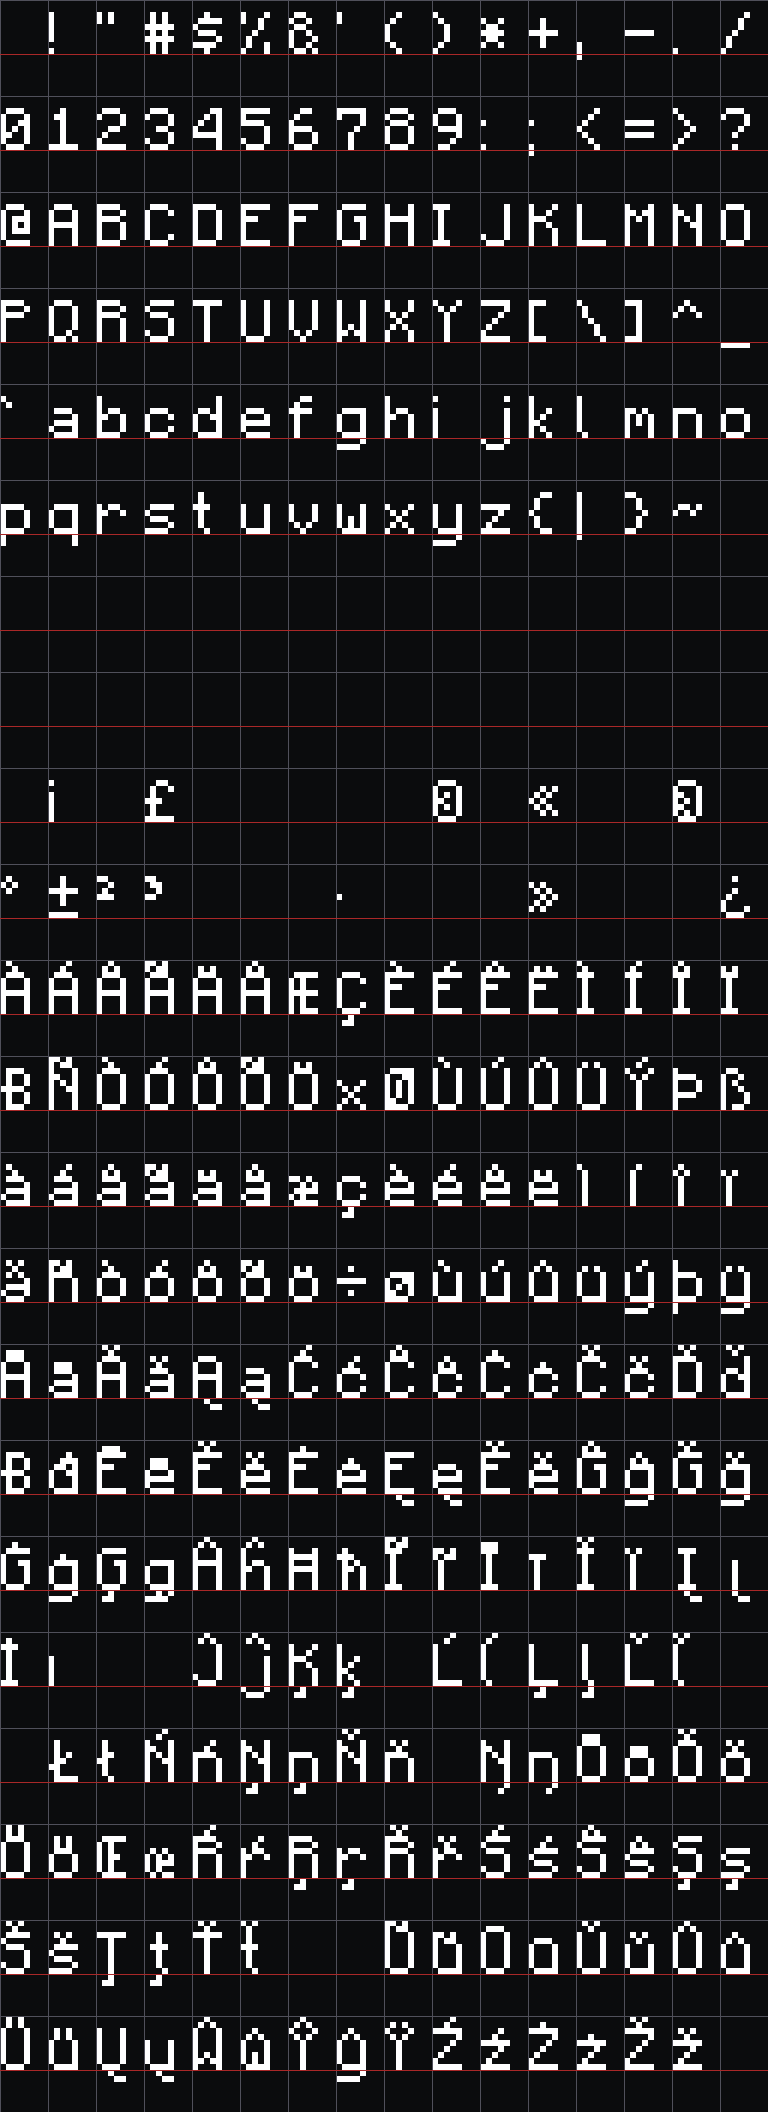 ! " # $ % & ' ( ) * + , - . /
0 1 2 3 4 5 6 7 8 9 : ; < = > ?
@ A B C D E F G H I J K L M N O
P Q R S T U V W X Y Z [ \ ] ^ _
` a b c d e f g h i j k l m n o
p q r s t u v w x y z { | } ~
¡ £ © « ®
° ± ² ³ · » ¿
À Á Â Ã Ä Å Æ Ç È É Ê Ë Ì Í Î Ï
Ð Ñ Ò Ó Ô Õ Ö × Ø Ù Ú Û Ü Ý Þ ß
à á â ã ä å æ ç è é ê ë ì í î ï
ð ñ ò ó ô õ ö ÷ ø ù ú û ü ý þ ÿ
Ā ā Ă ă Ą ą Ć ć Ĉ ĉ Ċ ċ Č č Ď ď
Đ đ Ē ē Ĕ ĕ Ė ė Ę ę Ě ě Ĝ ĝ Ğ ğ
Ġ ġ Ģ ģ Ĥ ĥ Ħ ħ Ĩ ĩ Ī ī Ĭ ĭ Į į
İ ı Ĵ ĵ Ķ ķ Ĺ ĺ Ļ ļ Ľ ľ
Ł ł Ń ń Ņ ņ Ň ň Ŋ ŋ Ō ō Ŏ ŏ
Ő ő Œ œ Ŕ ŕ Ŗ ŗ Ř ř Ś ś Ŝ ŝ Ş ş
Š š Ţ ţ Ť ť Ũ ũ Ū ū Ŭ ŭ Ů ů
Ű ű Ų ų Ŵ ŵ Ŷ ŷ Ÿ Ź ź Ż ż Ž ž